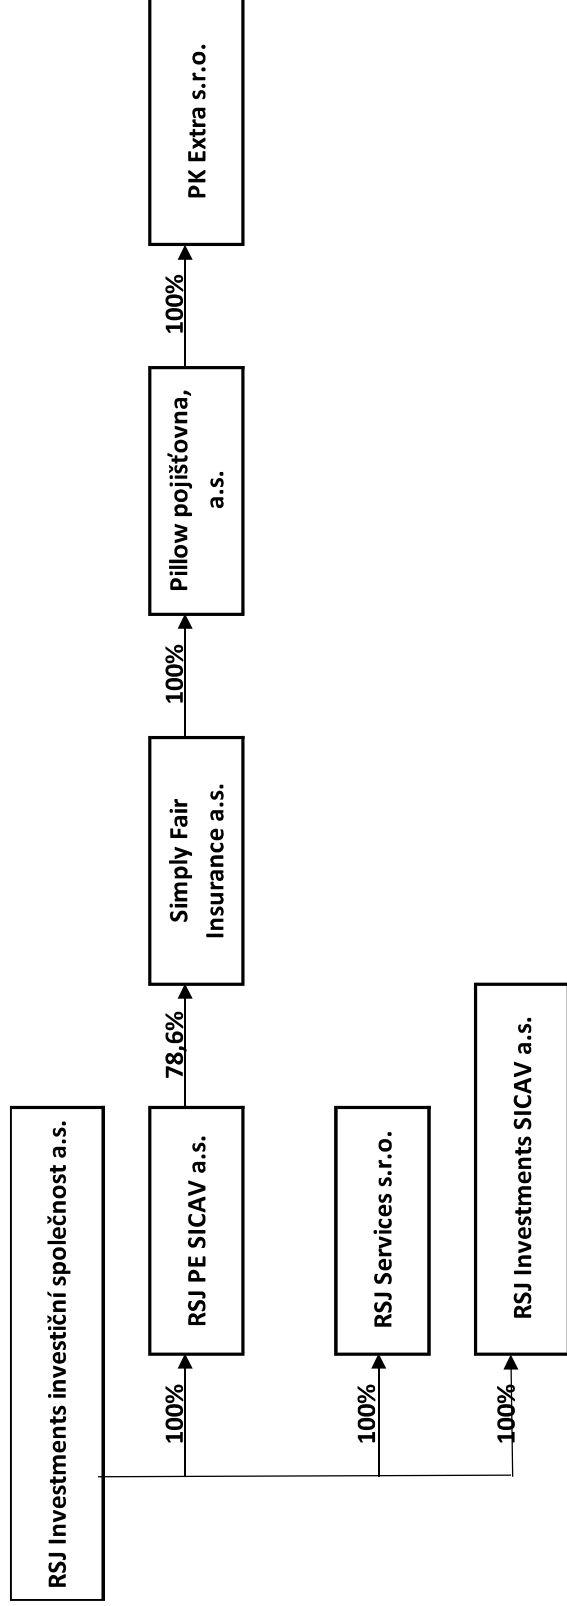 RSJ Investments investiční společnost a.s.
100%
RSJ PE SICAV a.s.
78,6%
Simply Fair
Insurance a.s.
100%
Pillow pojišťovna,
a.s.
100%
PK Extra s.r.o.
100%
RSJ Services s.r.o.
100%
RSJ Investments SICAV a.s.